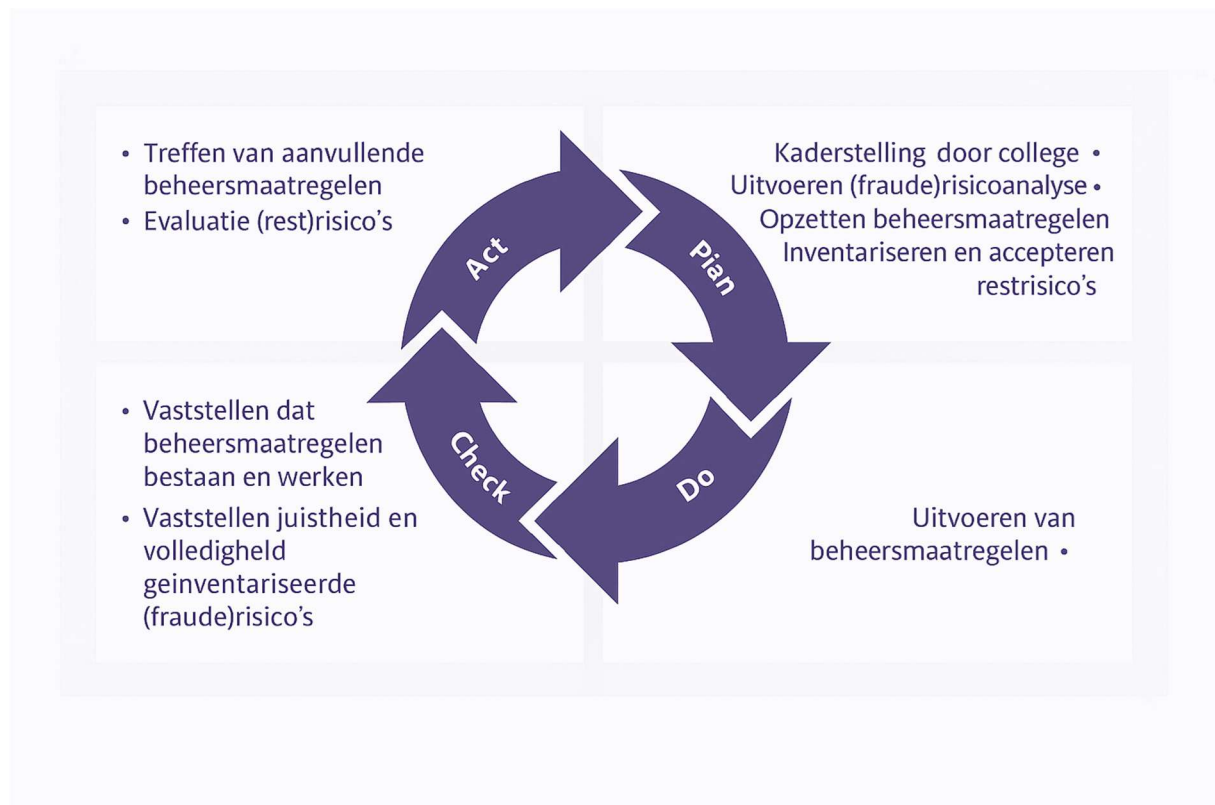 • Treffen van aanvullende
beheersmaatregelen
• Evaluatie (rest)risico's
Kaderstelling door college •
Uitvoeren (fraude)risicoanalyse •
Opzetten beheersmaatregelen
Inventariseren en accepteren
restrisico's
Act
Pian
Check
Do
• Vaststellen dat
beheersmaatregelen
bestaan en werken
• Vaststellen juistheid en
volledigheld
geinventariseerde
(fraude)risico's
Uitvoeren van
beheersmaatregelen •